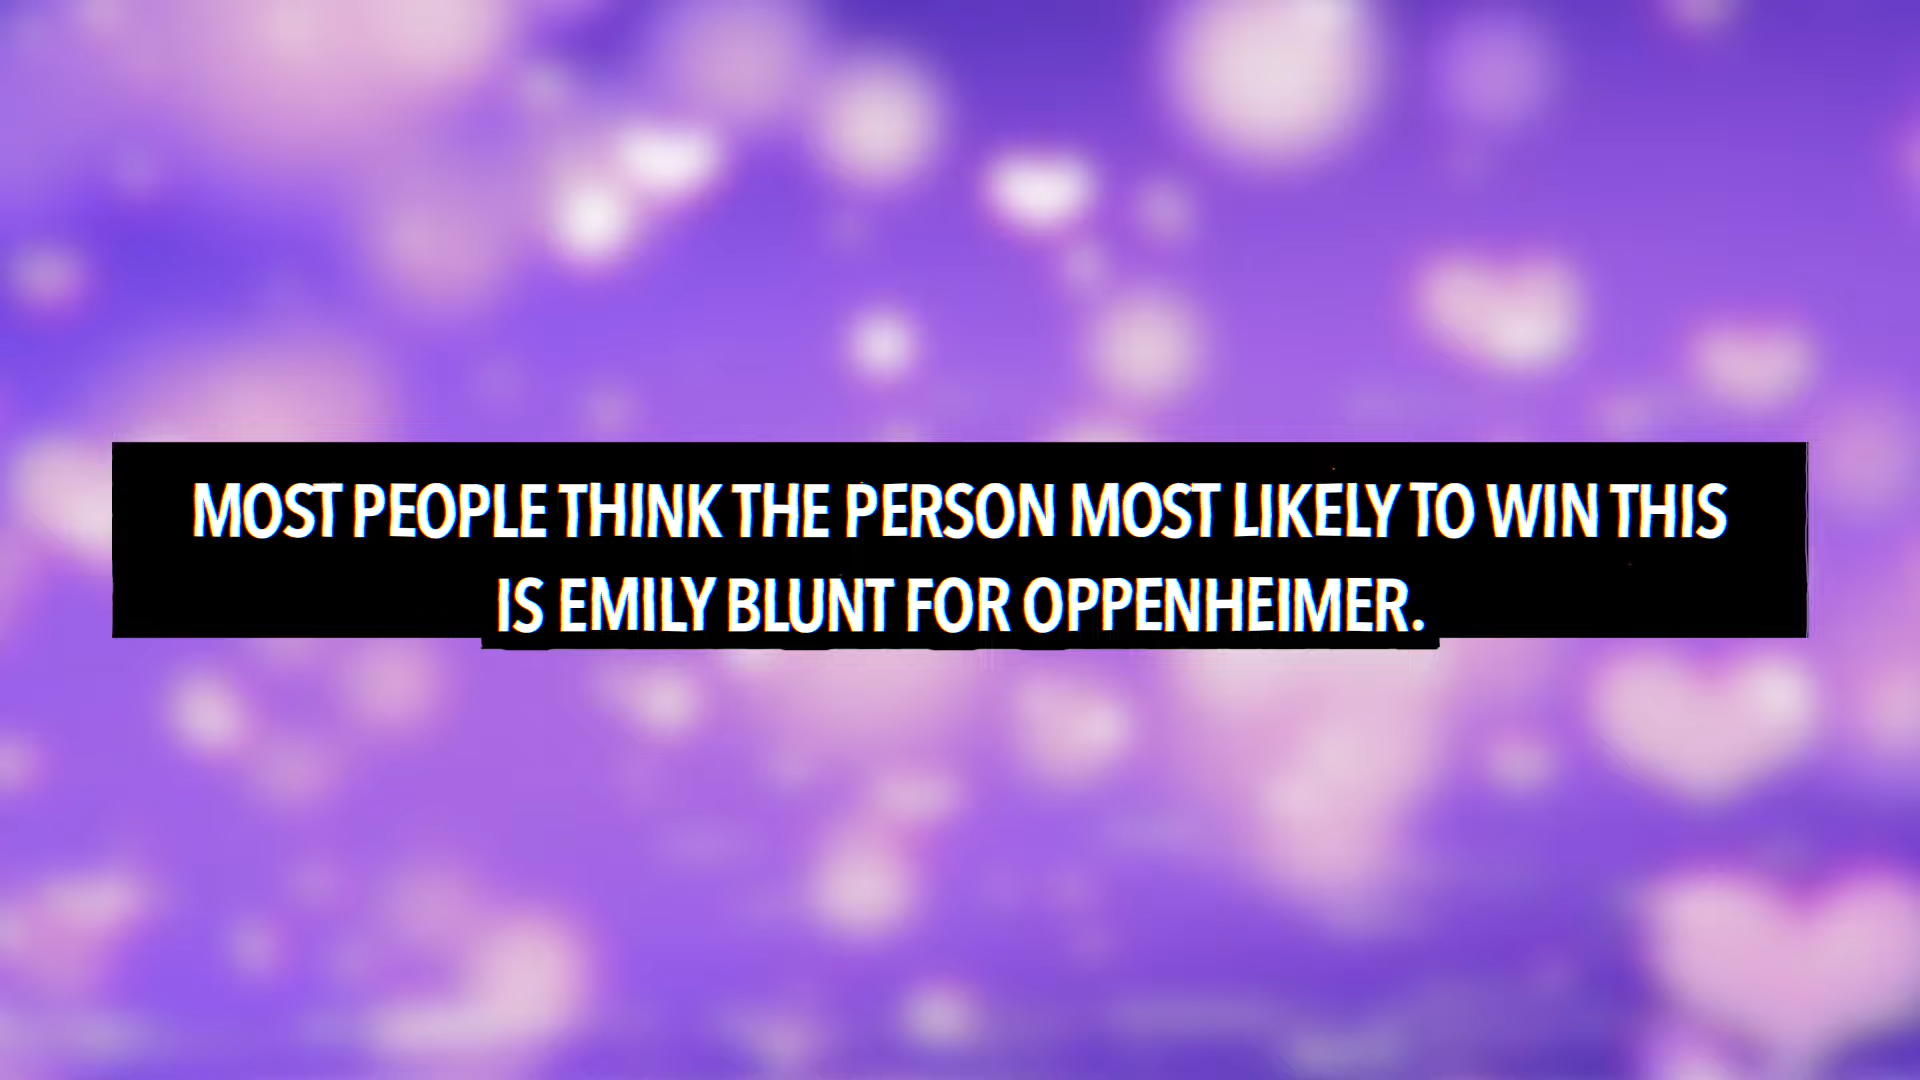 MOST PEOPLE THINK THE PERSON MOST LIKELY TO WIN THIS
IS EMILY BLUNT FOR OPPENHEIMER.